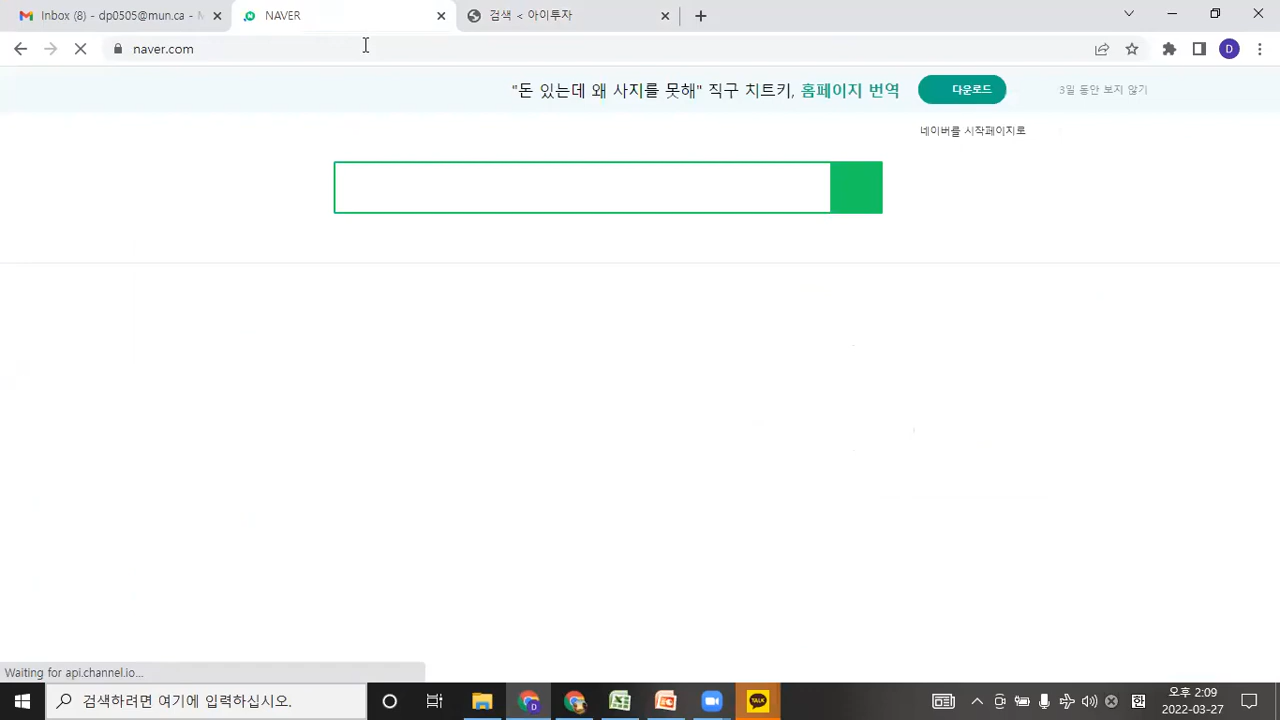 Inbox (8) - dp0505@mun.ca - M
NAVER
검색 < 아이투자
naver.com
D
"돈 있는데 왜 사지를 못해" 직구 치트키, 홈페이지 번역
다운로드
3일 동안 보지 않기
네이버를 시작페이지로
Waiting for api.channel.io...
검색하려면 여기에 입력하십시오.
TALK
한
오후 2:09
2022-03-27